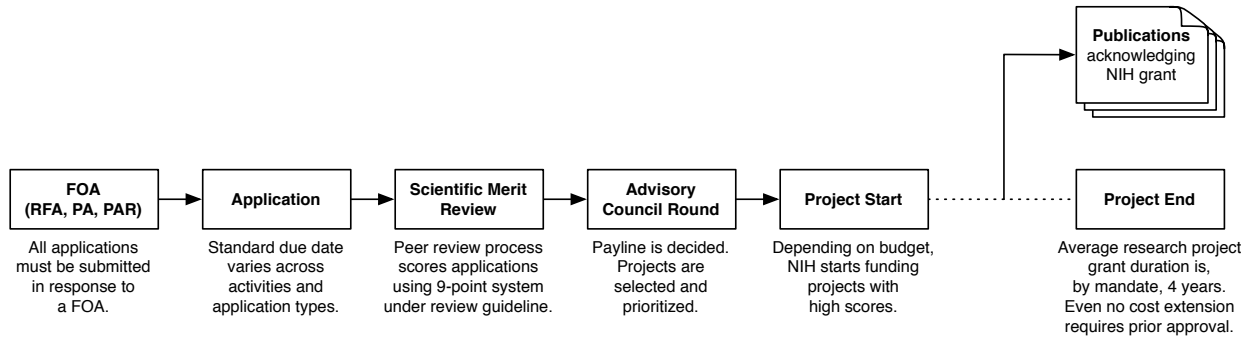 Publications
acknowledging
NIH grant
FOA
(RFA, PA, PAR)
All applications
must be submitted
in response to
a FOA.
Application
Standard due date
varies across
activities and
application types.
Scientific Merit
Review
Peer review process
scores applications
using 9-point system
under review guideline.
Advisory
Council Round
Payline is decided.
Projects are
selected and
prioritized.
Project Start
Depending on budget,
NIH starts funding
projects with
high scores.
Project End
Average research project
grant duration is,
by mandate, 4 years.
Even no cost extension
requires prior approval.